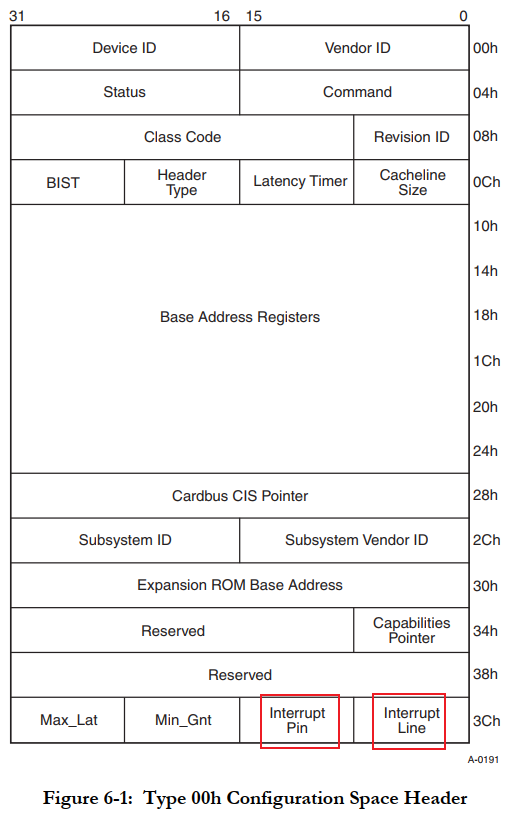 31 16 15 0
Device ID Vendor ID 00h
Status Command 04h
Class Code Revision ID 08h
BIST Header Type Latency Timer Cacheline Size 0Ch
10h
14h
Base Address Registers 18h
1Ch
20h
24h
Cardbus CIS Pointer 28h
Subsystem ID Subsystem Vendor ID 2Ch
Expansion ROM Base Address 30h
Reserved Capabilities Pointer 34h
Reserved 38h
Max_Lat Min_Gnt Interrupt Pin Interrupt Line 3Ch
A-0191
Figure 6-1: Type 00h Configuration Space Header